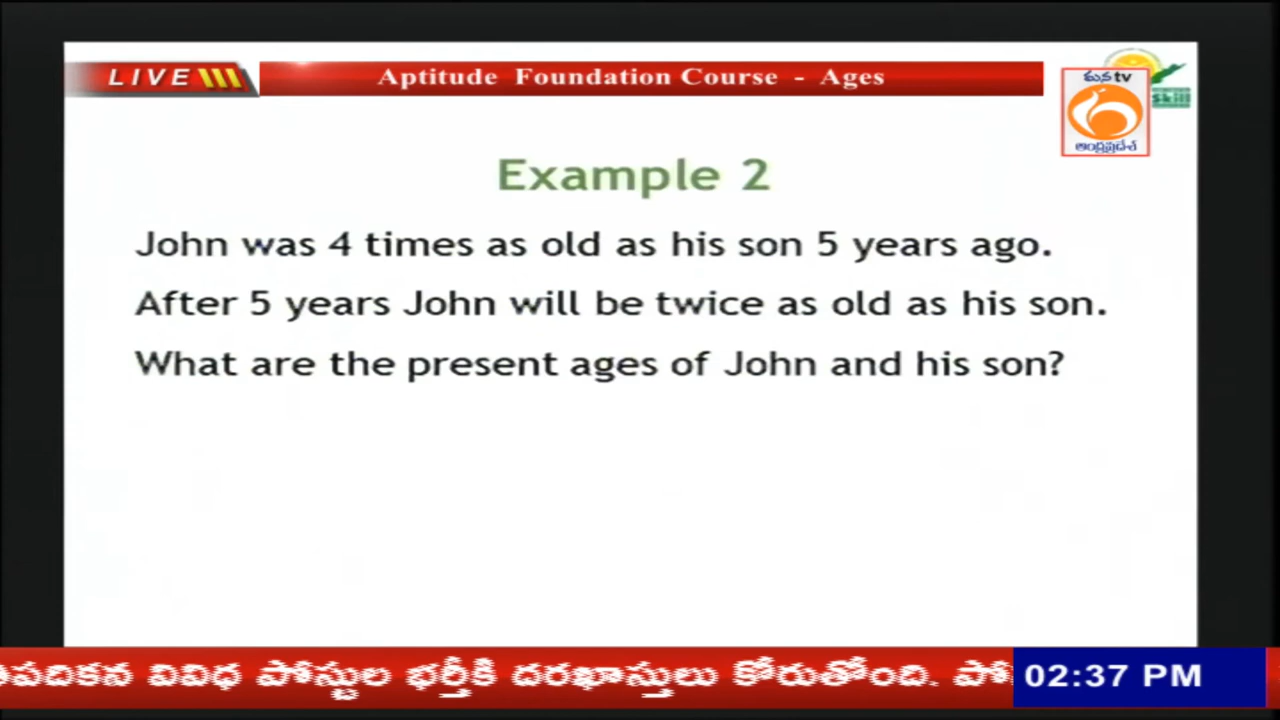 LIVE
Aptitude Foundation Course - Ages
మన tv
ఆంధ్రప్రదేశ్
skill
Example 2
John was 4 times as old as his son 5 years ago.
After 5 years John will be twice as old as his son.
What are the present ages of John and his son?
వివిధ పోస్టుల భర్తీకి దరఖాస్తులు కోరుతోంది.
02:37 PM